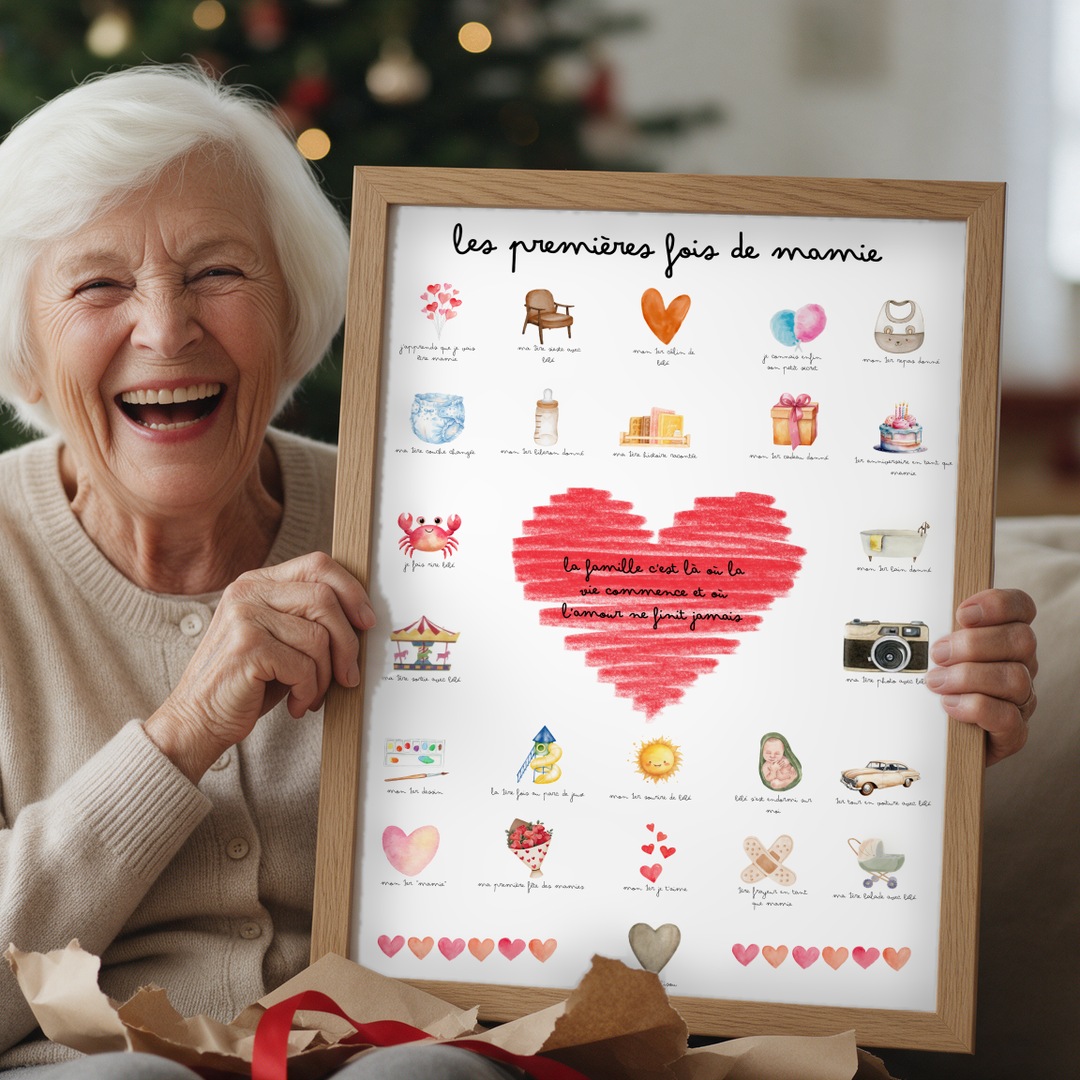 les premières fois de mamie
j'apprends que je vais
être mamie
ma 1ère sieste avec
bébé
mon 1er câlin de
bébé
je connais enfin
son petit secret
mon 1er repas donné
ma 1ère couche changée
mon 1er biberon donné
ma 1ère histoire racontée
mon 1er cadeau donné
1er anniversaire en tant que
mamie
je fais rire bébé
la famille c'est là où la
vie commence et où
l'amour ne finit jamais
mon 1er bain donné
ma 1ère sortie avec bébé
ma 1ère photo avec
mon 1er dessin
la 1ère fois au parc de jeux
mon 1er sourire de bébé
bébé s'est endormi sur
moi
1er tour en voiture avec bébé
mon 1er "mamie"
ma première fête des mamies
mon 1er je t'aime
1ère frayeur en tant
que mamie
ma 1ère balade avec bébé